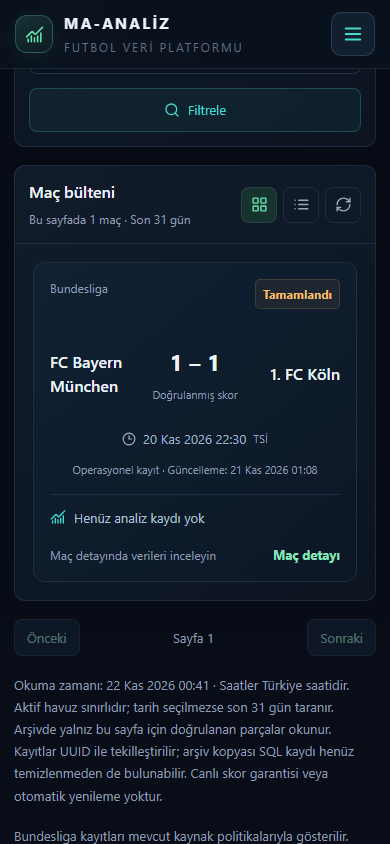 MA-ANALİZ
FUTBOL VERİ PLATFORMU
Filtrele
Maç bülteni
Bu sayfada 1 maç · Son 31 gün
Bundesliga
Tamamlandı
FC Bayern
München
1 – 1
Doğrulanmış skor
1. FC Köln
20 Kas 2026 22:30 TSİ
Operasyonel kayıt · Güncelleme: 21 Kas 2026 01:08
Henüz analiz kaydı yok
Maç detayında verileri inceleyin
Maç detayı
Önceki
Sayfa 1
Sonraki
Okuma zamanı: 22 Kas 2026 00:41 · Saatler Türkiye saatidir.
Aktif havuz sınırlıdır; tarih seçilmezse son 31 gün taranır.
Arşivde yalnız bu sayfa için doğrulanan parçalar okunur.
Kayıtlar UUID ile tekilleştirilir; arşiv kopyası SQL kaydı henüz
temizlenmeden de bulunabilir. Canlı skor garantisi veya
otomatik yenileme yoktur.
Bundesliga kayıtları mevcut kaynak politikalarıyla gösterilir.